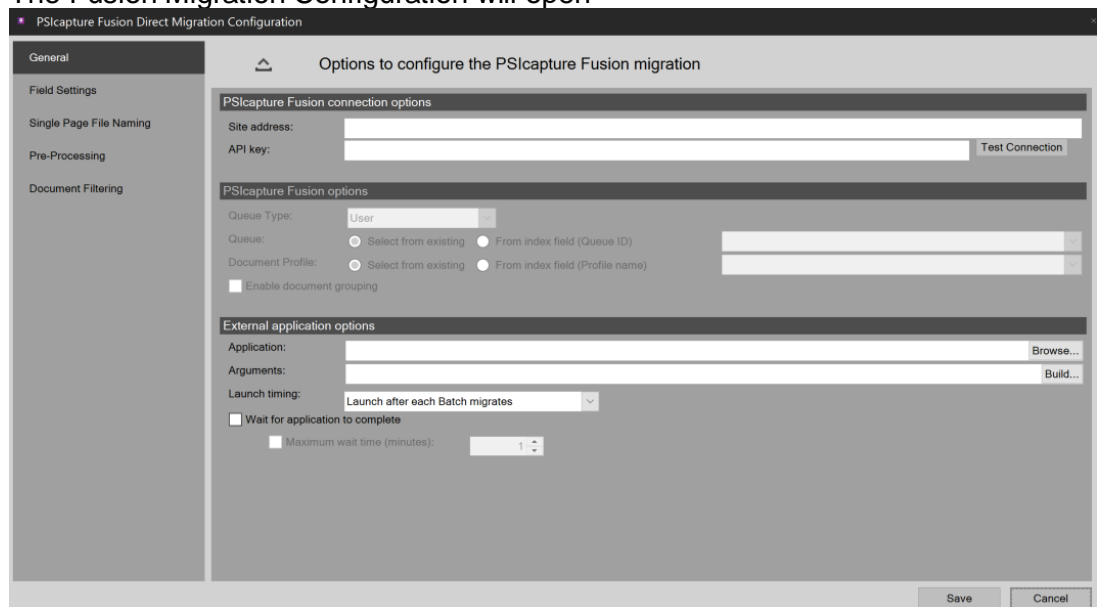 The Fusion Migration Configuration will open
PSIcapture Fusion Direct Migration Configuration
General
Field Settings
Single Page File Naming
Pre-Processing
Document Filtering
Options to configure the PSIcapture Fusion migration
PSIcapture Fusion connection options
Site address:
API key: Test Connection
PSIcapture Fusion options
Queue Type: User
Queue: Select from existing From index field (Queue ID)
Document Profile: Select from existing From index field (Profile name)
Enable document grouping
External application options
Application: Browse...
Arguments: Build...
Launch timing: Launch after each Batch migrates
Wait for application to complete
Maximum wait time (minutes): 1
Save Cancel